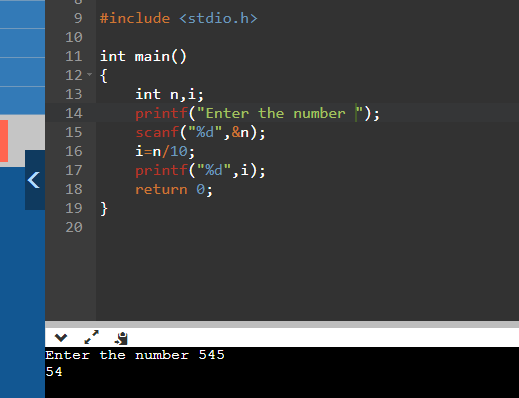 9 #include <stdio.h>
10
11 int main()
12 {
13 int n,i;
14 printf("Enter the number ");
15 scanf("%d",&n);
16 i=n/10;
17 printf("%d",i);
18 return 0;
19 }
20
Enter the number 545
54